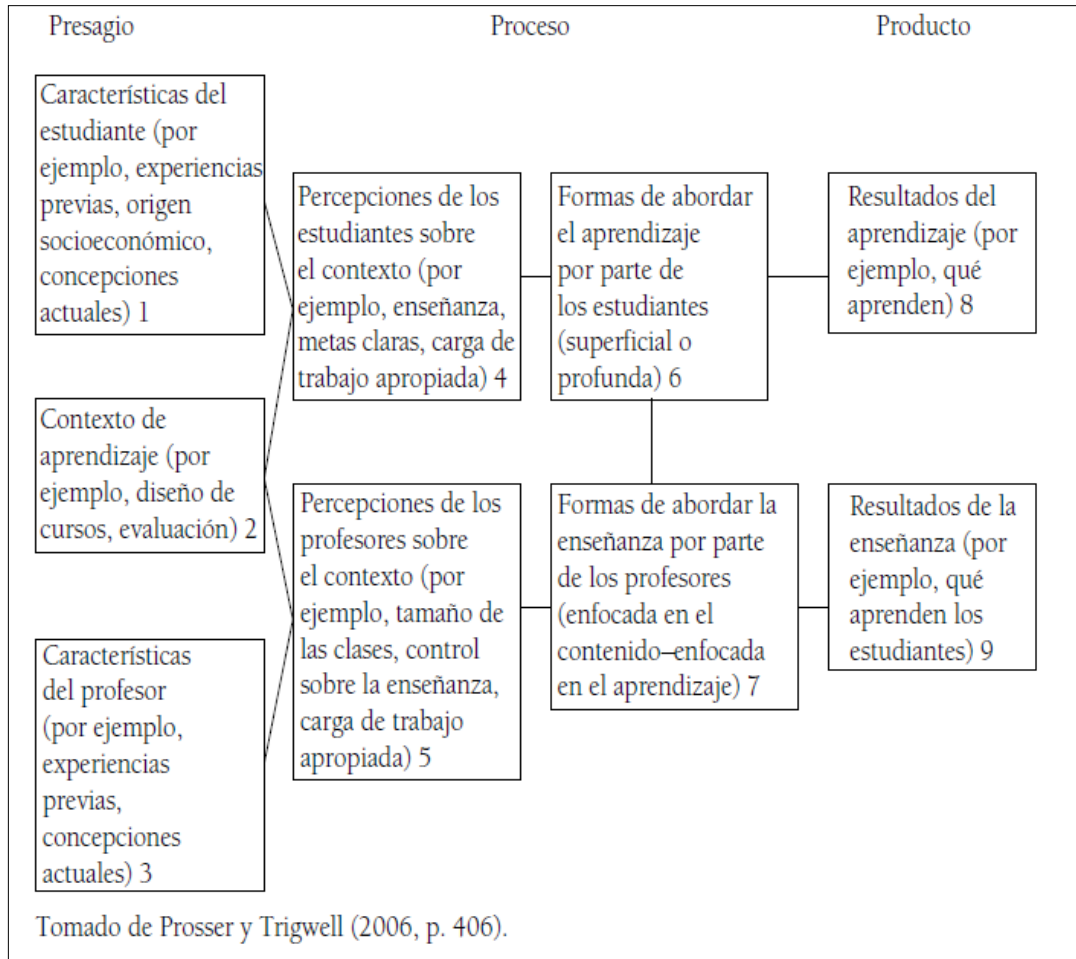 Presagio
Proceso
Producto
Características del
estudiante (por
ejemplo, experiencias
previas, origen
socioeconómico,
concepciones
actuales) 1
Contexto de
aprendizaje (por
ejemplo, diseño de
cursos, evaluación) 2
Características
del profesor
(por ejemplo,
experiencias
previas,
concepciones
actuales) 3
Percepciones de los
estudiantes sobre
el contexto (por
ejemplo, enseñanza,
metas claras, carga de
trabajo apropiada) 4
Percepciones de los
profesores sobre
el contexto (por
ejemplo, tamaño de
las clases, control
sobre la enseñanza,
carga de trabajo
apropiada) 5
Formas de abordar
el aprendizaje
por parte de
los estudiantes
(superficial o
profunda) 6
Formas de abordar la
enseñanza por parte
de los profesores
(enfocada en el
contenido–enfocada
en el aprendizaje) 7
Resultados del
aprendizaje (por
ejemplo, qué
aprenden) 8
Resultados de la
enseñanza (por
ejemplo, qué
aprenden los
estudiantes) 9
Tomado de Prosser y Trigwell (2006, p. 406).